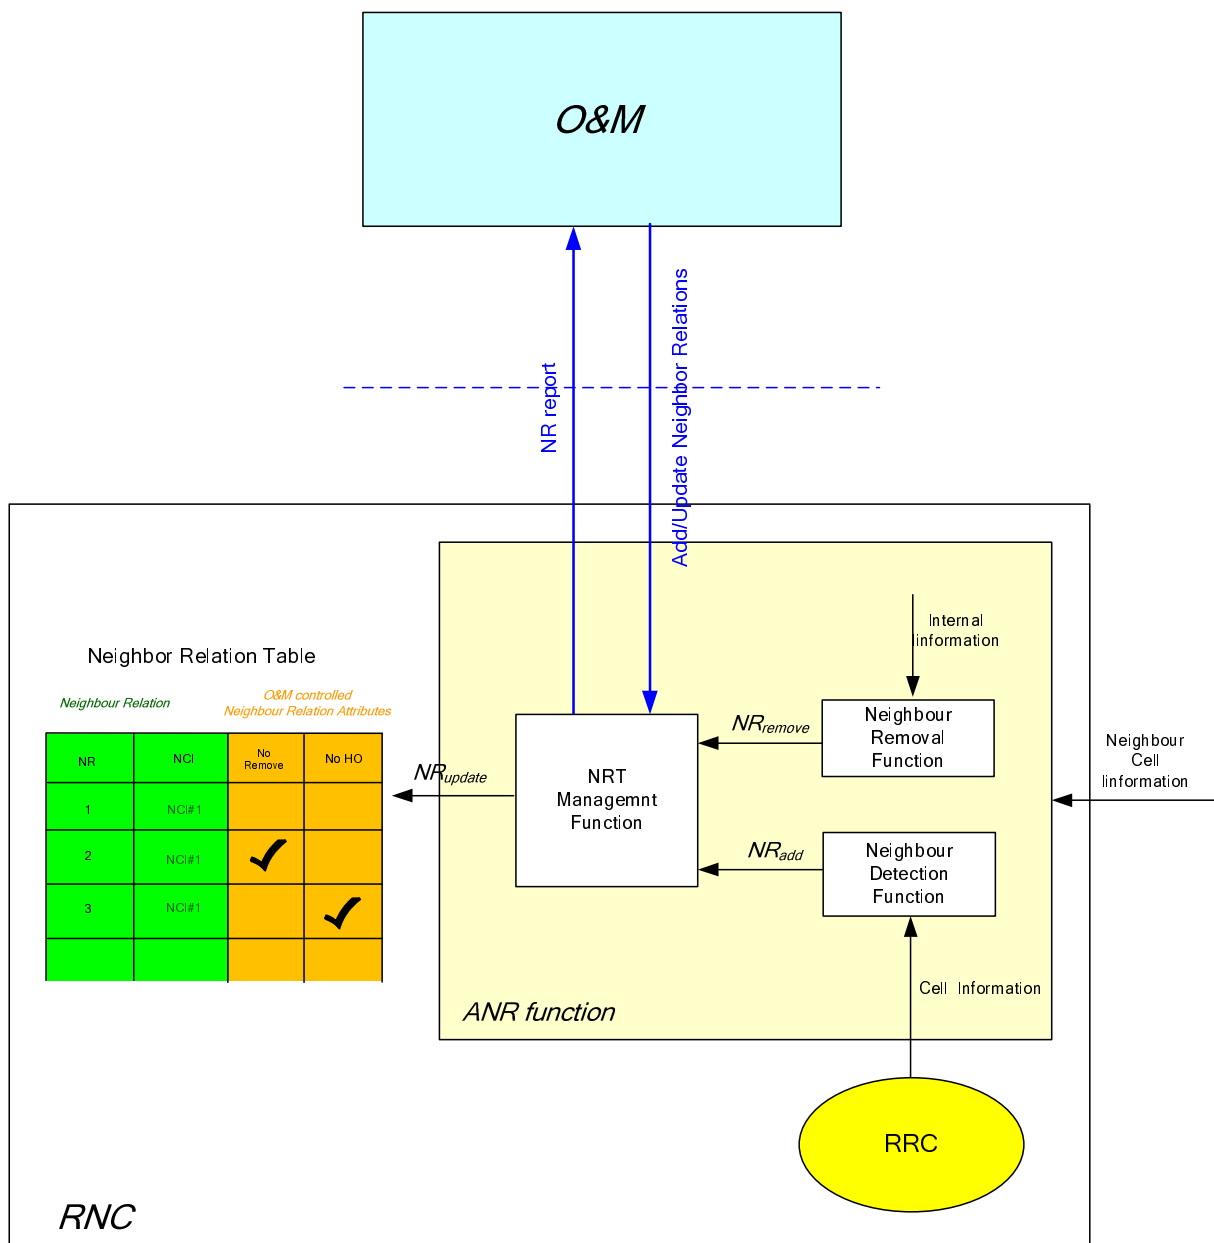 O&M
NR report
Add/Update Neighbor Relations
Internal
Iinformation
Neighbor Relation Table
Neighbour Relation
O&M controlled
Neighbour Relation Attributes
NR
NCI
No
Remove
No HO
1
NCI#1
2
NCI#1
3
NCI#1
NRupdate
NRT
Managemnt
Function
NRremove
Neighbour
Removal
Function
NRadd
Neighbour
Detection
Function
Neighbour
Cell
Iinformation
Cell Information
ANR function
RRC
RNC